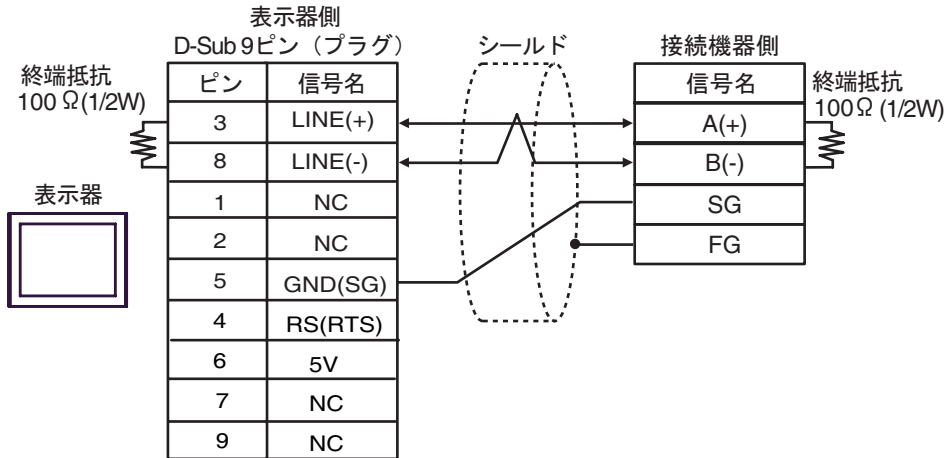 表示器側
D-Sub 9ピン（プラグ）
シールド
接続機器側
終端抵抗
100Ω(1/2W)
ピン 信号名
3 LINE(+)
8 LINE(-)
1 NC
2 NC
5 GND(SG)
4 RS(RTS)
6 5V
7 NC
9 NC
表示器
信号名
A(+)
B(-)
SG
FG
終端抵抗
100Ω (1/2W)